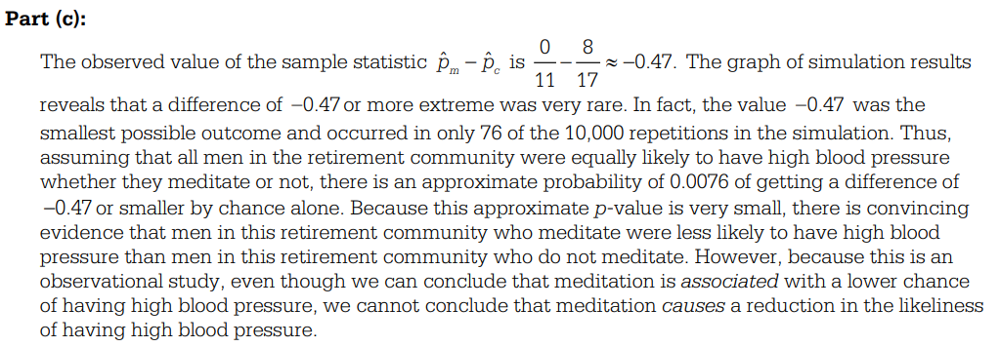 Part (c):
The observed value of the sample statistic p̂ₘ − p̂꜀ is 0/11 − 8/17 ≈ −0.47. The graph of simulation results
reveals that a difference of −0.47 or more extreme was very rare. In fact, the value −0.47 was the
smallest possible outcome and occurred in only 76 of the 10,000 repetitions in the simulation. Thus,
assuming that all men in the retirement community were equally likely to have high blood pressure
whether they meditate or not, there is an approximate probability of 0.0076 of getting a difference of
−0.47 or smaller by chance alone. Because this approximate p-value is very small, there is convincing
evidence that men in this retirement community who meditate were less likely to have high blood
pressure than men in this retirement community who do not meditate. However, because this is an
observational study, even though we can conclude that meditation is associated with a lower chance
of having high blood pressure, we cannot conclude that meditation causes a reduction in the likeliness
of having high blood pressure.